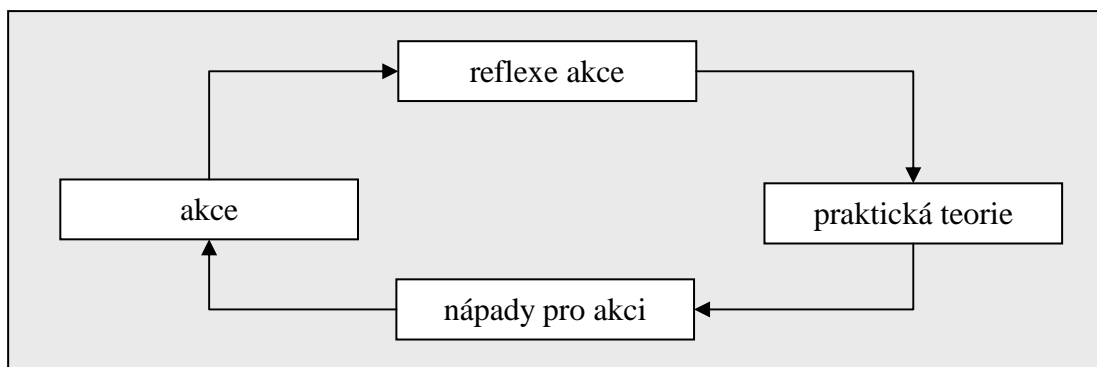 reflexe akce
akce
praktická teorie
nápady pro akci